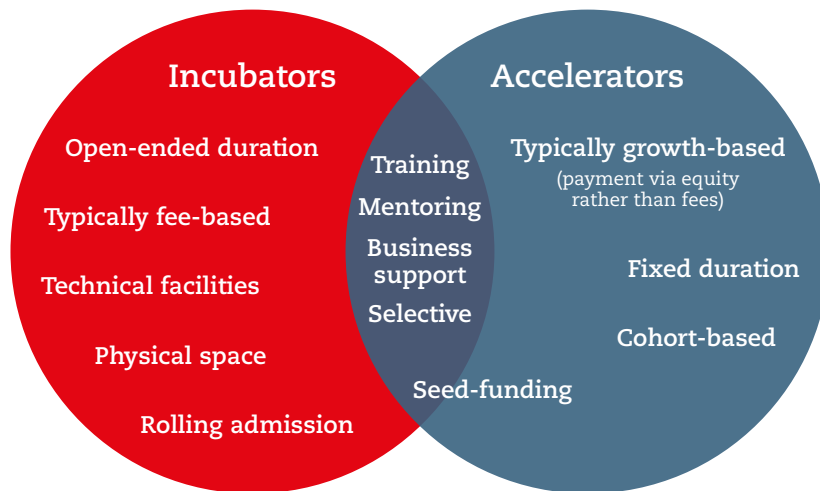 Incubators
Open-ended duration
Typically fee-based
Technical facilities
Physical space
Rolling admission
Training
Mentoring
Business
support
Selective
Seed-funding
Accelerators
Typically growth-based
(payment via equity
rather than fees)
Fixed duration
Cohort-based